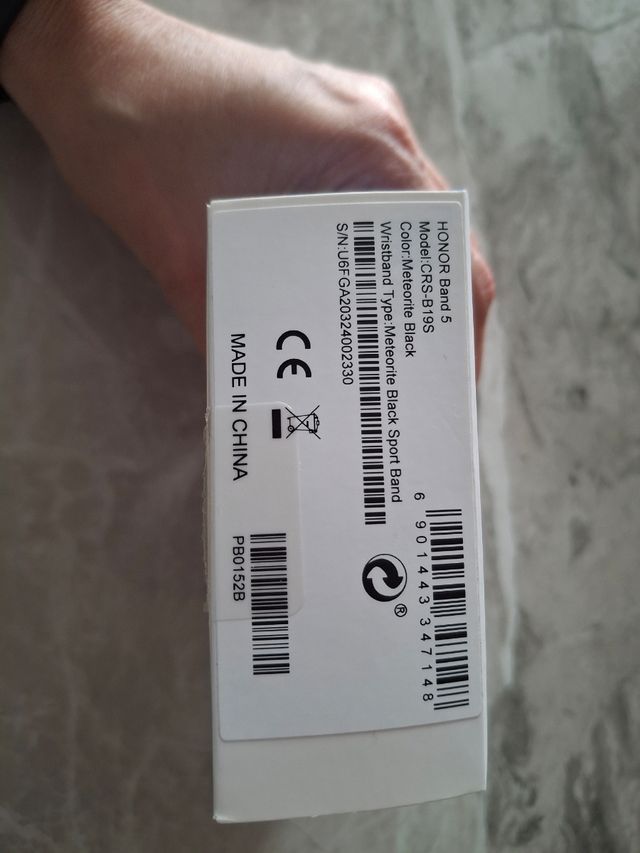 HONOR Band 5
Model:CRS-B19S
Color:Meteorite Black
Wristband Type:Meteorite Black Sport Band
S/N:U6FGA20324002330
6 901443 347148
®
CE
MADE IN CHINA
PB0152B